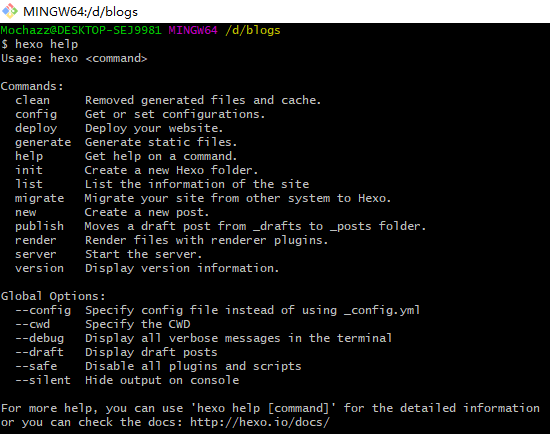 MINGW64:/d/blogs
Mochazz@DESKTOP-SEJ9981 MINGW64 /d/blogs
$ hexo help
Usage: hexo <command>
Commands:
clean Removed generated files and cache.
config Get or set configurations.
deploy Deploy your website.
generate Generate static files.
help Get help on a command.
init Create a new Hexo folder.
list List the information of the site
migrate Migrate your site from other system to Hexo.
new Create a new post.
publish Moves a draft post from _drafts to _posts folder.
render Render files with renderer plugins.
server Start the server.
version Display version information.
Global Options:
--config Specify config file instead of using _config.yml
--cwd Specify the CWD
--debug Display all verbose messages in the terminal
--draft Display draft posts
--safe Disable all plugins and scripts
--silent Hide output on console
For more help, you can use 'hexo help [command]' for the detailed information
or you can check the docs: http://hexo.io/docs/